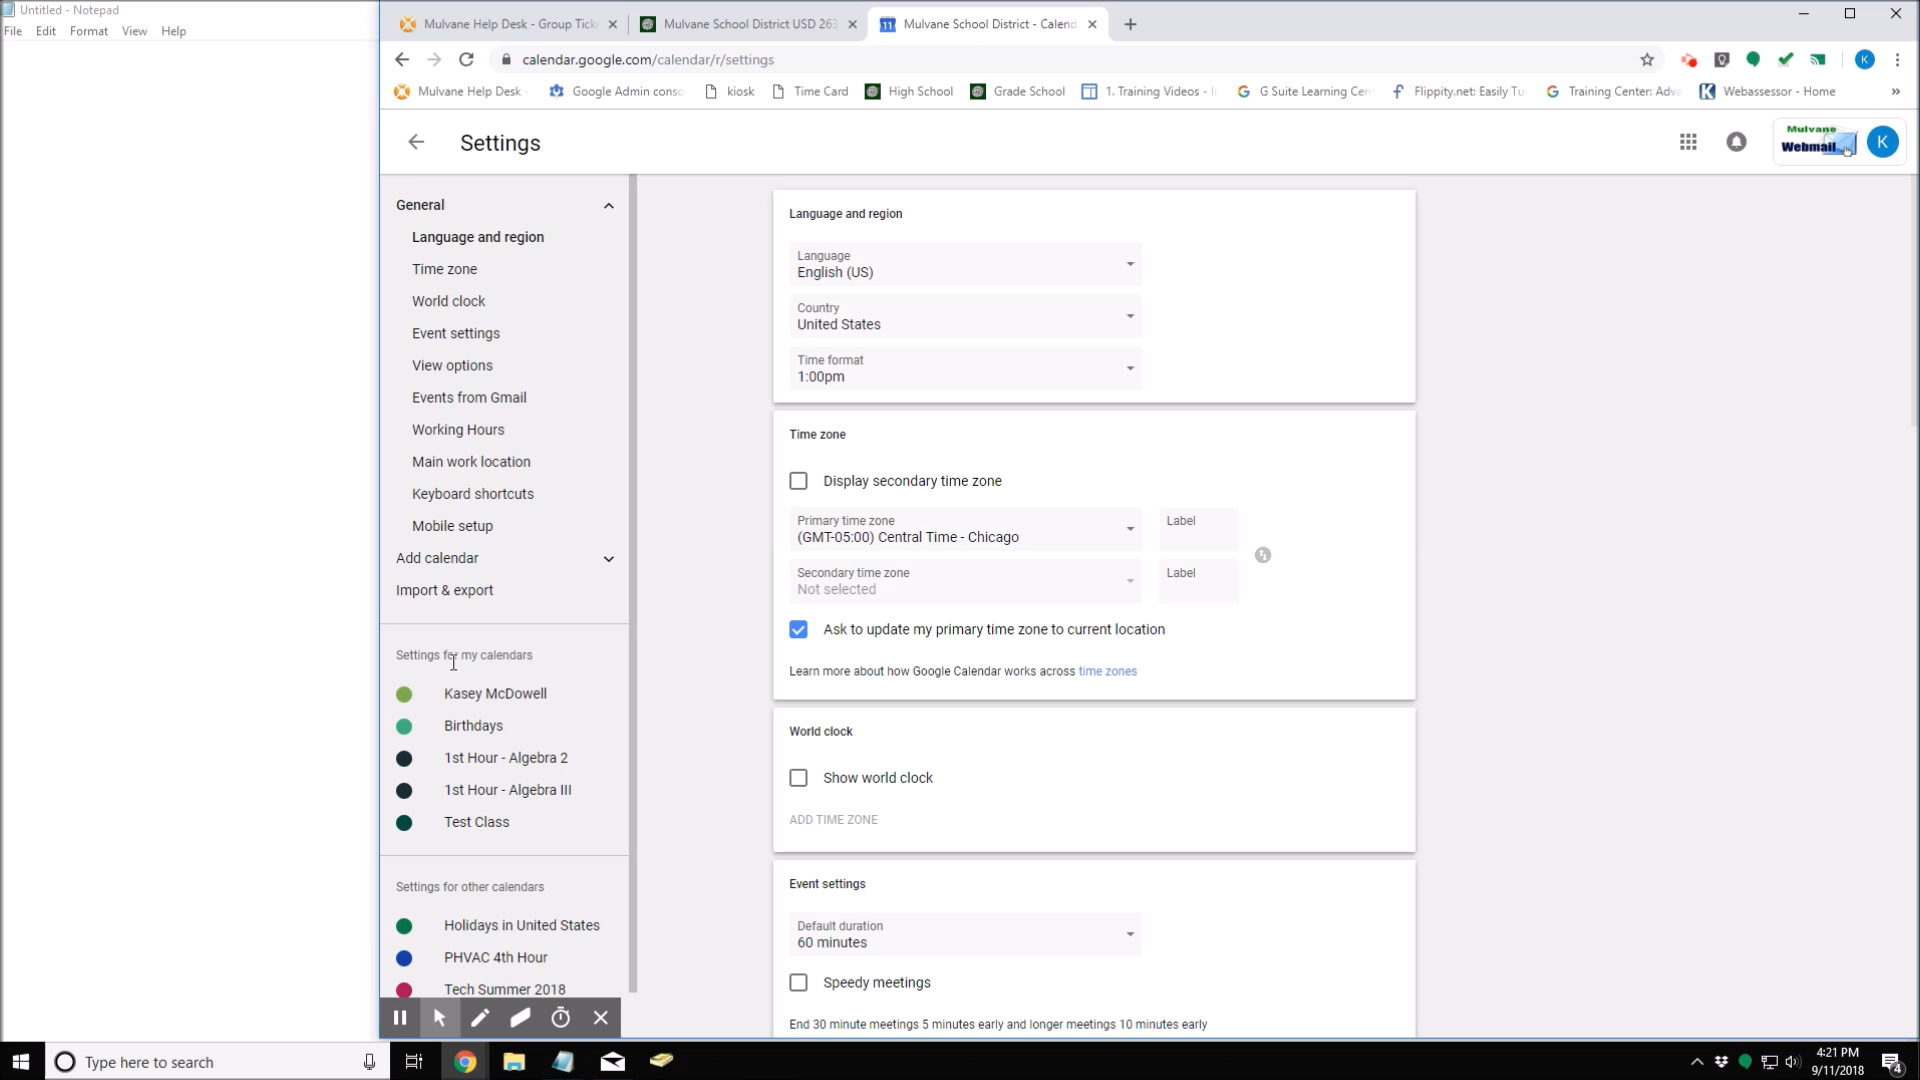 Untitled - Notepad
File Edit Format View Help
Mulvane Help Desk - Group Tick
Mulvane School District USD 263
Mulvane School District - Calend
calendar.google.com/calendar/r/settings
Mulvane Help Desk
Google Admin conso
kiosk
Time Card
High School
Grade School
1. Training Videos - I
G Suite Learning Cen
Flippity.net: Easily Tu
Training Center: Adva
Webassessor - Home
Settings
Mulvane
Webmail
K
General
Language and region
Time zone
World clock
Event settings
View options
Events from Gmail
Working Hours
Main work location
Keyboard shortcuts
Mobile setup
Add calendar
Import & export
Settings for my calendars
Kasey McDowell
Birthdays
1st Hour - Algebra 2
1st Hour - Algebra III
Test Class
Settings for other calendars
Holidays in United States
PHVAC 4th Hour
Tech Summer 2018
Language and region
Language
English (US)
Country
United States
Time format
1:00pm
Time zone
Display secondary time zone
Primary time zone
(GMT-05:00) Central Time - Chicago
Label
Secondary time zone
Not selected
Label
Ask to update my primary time zone to current location
Learn more about how Google Calendar works across time zones
World clock
Show world clock
ADD TIME ZONE
Event settings
Default duration
60 minutes
Speedy meetings
End 30 minute meetings 5 minutes early and longer meetings 10 minutes early
Type here to search
4:21 PM
9/11/2018
4